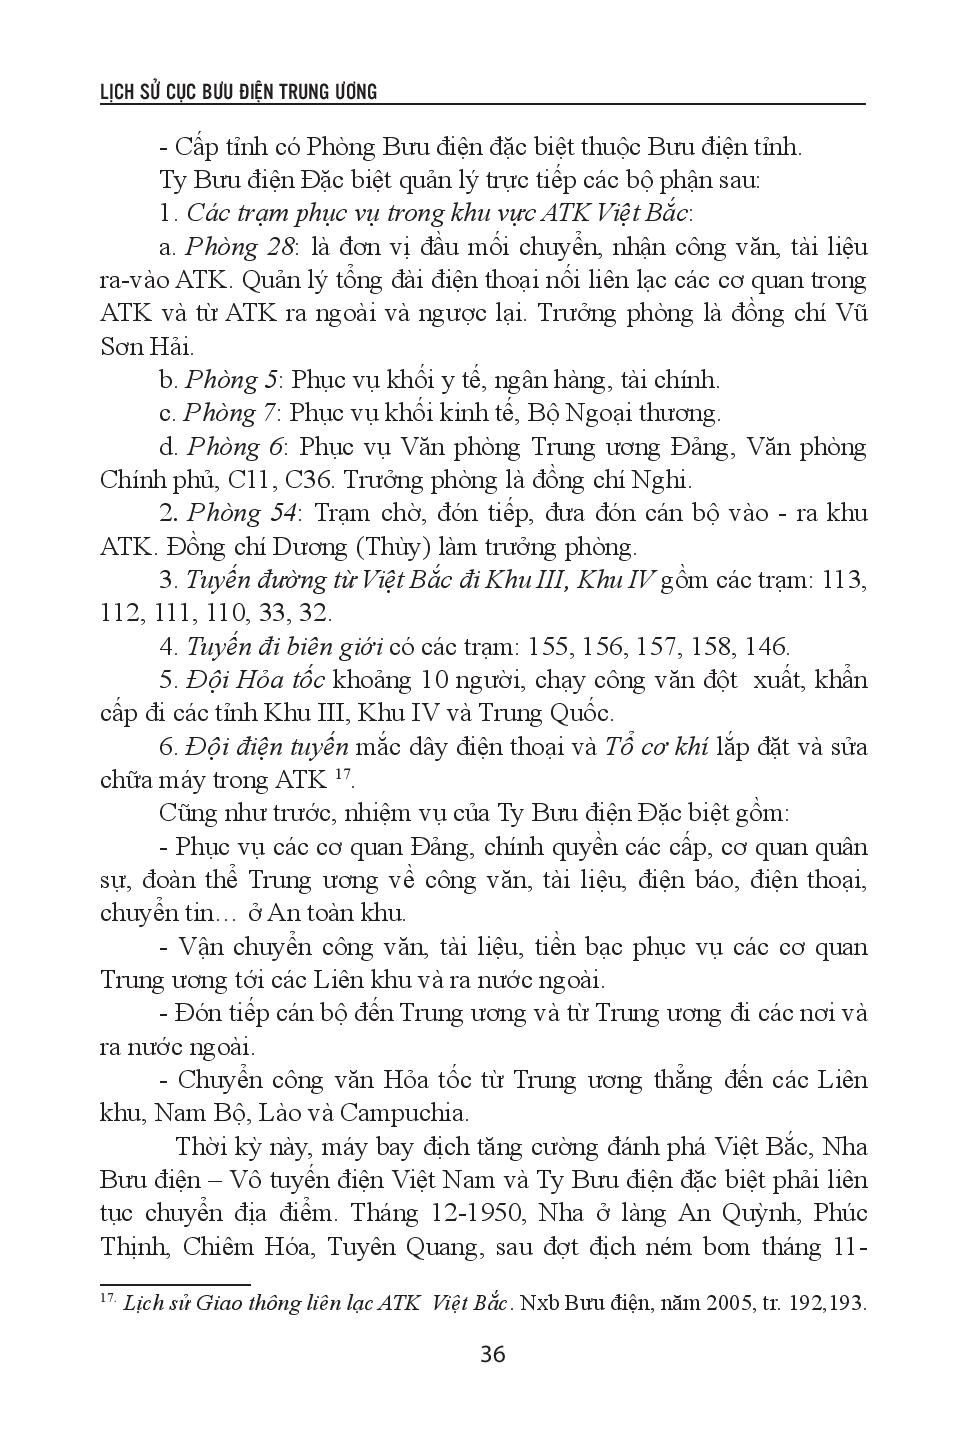 LỊCH SỬ CỤC BƯU ĐIỆN TRUNG ƯƠNG
- Cấp tỉnh có Phòng Bưu điện đặc biệt thuộc Bưu điện tỉnh.
Ty Bưu điện Đặc biệt quản lý trực tiếp các bộ phận sau:
1. Các trạm phục vụ trong khu vực ATK Việt Bắc:
a. Phòng 28: là đơn vị đầu mối chuyển, nhận công văn, tài liệu
ra-vào ATK. Quản lý tổng đài điện thoại nối liên lạc các cơ quan trong
ATK và từ ATK ra ngoài và ngược lại. Trưởng phòng là đồng chí Vũ
Sơn Hải.
b. Phòng 5: Phục vụ khối y tế, ngân hàng, tài chính.
c. Phòng 7: Phục vụ khối kinh tế, Bộ Ngoại thương.
d. Phòng 6: Phục vụ Văn phòng Trung ương Đảng, Văn phòng
Chính phủ, C11, C36. Trưởng phòng là đồng chí Nghi.
2. Phòng 54: Trạm chờ, đón tiếp, đưa đón cán bộ vào - ra khu
ATK. Đồng chí Dương (Thùy) làm trưởng phòng.
3. Tuyến đường từ Việt Bắc đi Khu III, Khu IV gồm các trạm: 113,
112, 111, 110, 33, 32.
4. Tuyến đi biên giới có các trạm: 155, 156, 157, 158, 146.
5. Đội Hỏa tốc khoảng 10 người, chạy công văn đột  xuất, khẩn
cấp đi các tỉnh Khu III, Khu IV và Trung Quốc.
6. Đội điện tuyến mắc dây điện thoại và Tổ cơ khí lắp đặt và sửa
chữa máy trong ATK 17.
Cũng như trước, nhiệm vụ của Ty Bưu điện Đặc biệt gồm:
- Phục vụ các cơ quan Đảng, chính quyền các cấp, cơ quan quân
sự, đoàn thể Trung ương về công văn, tài liệu, điện báo, điện thoại,
chuyển tin… ở An toàn khu.
- Vận chuyển công văn, tài liệu, tiền bạc phục vụ các cơ quan
Trung ương tới các Liên khu và ra nước ngoài.
- Đón tiếp cán bộ đến Trung ương và từ Trung ương đi các nơi và
ra nước ngoài.
- Chuyển công văn Hỏa tốc từ Trung ương thẳng đến các Liên
khu, Nam Bộ, Lào và Campuchia.
Thời kỳ này, máy bay địch tăng cường đánh phá Việt Bắc, Nha
Bưu điện – Vô tuyến điện Việt Nam và Ty Bưu điện đặc biệt phải liên
tục chuyển địa điểm. Tháng 12-1950, Nha ở làng An Quỳnh, Phúc
Thịnh, Chiêm Hóa, Tuyên Quang, sau đợt địch ném bom tháng 11-
17. Lịch sử Giao thông liên lạc ATK  Việt Bắc. Nxb Bưu điện, năm 2005, tr. 192,193.
36